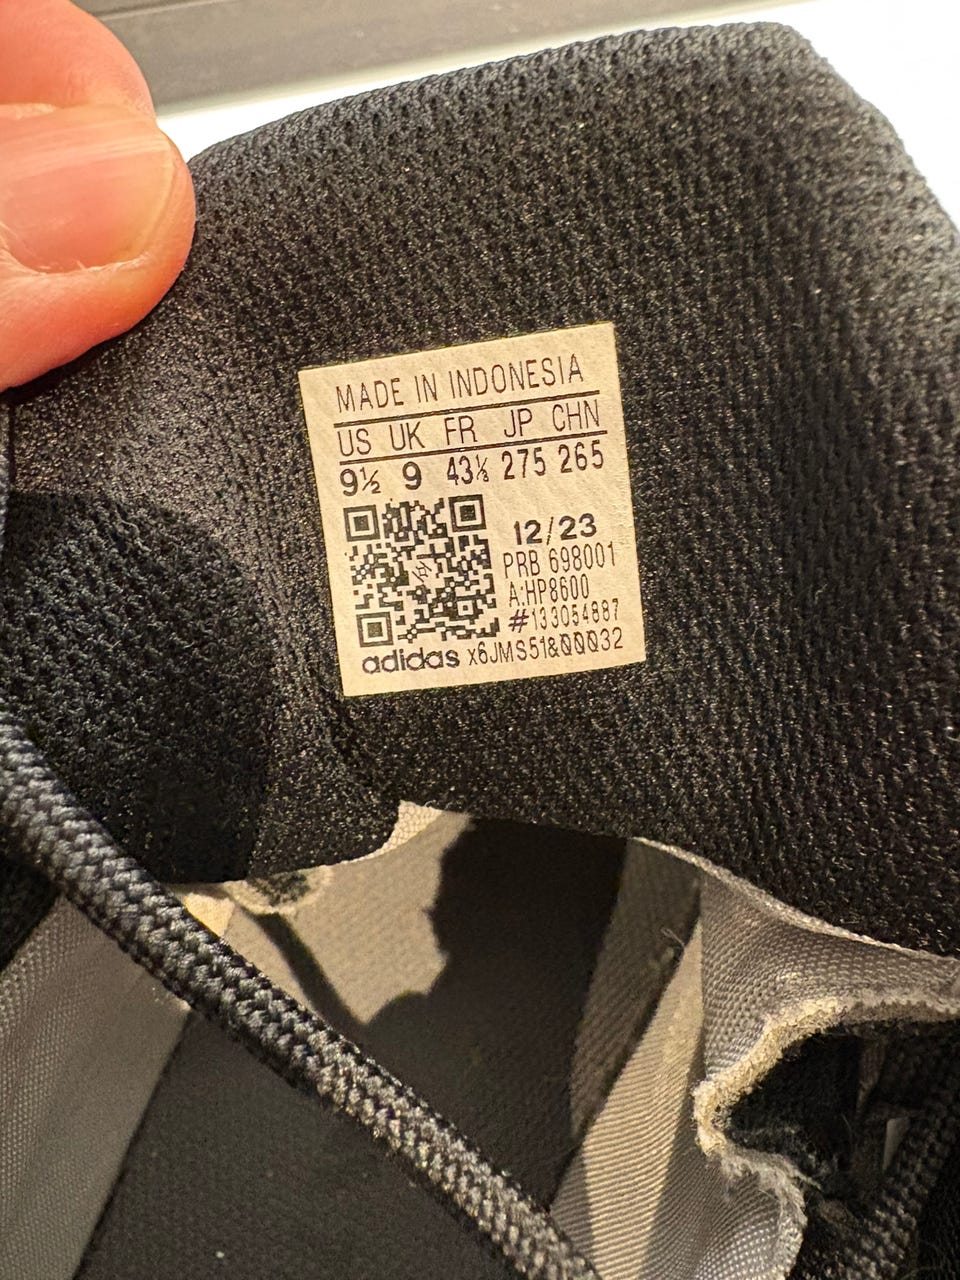 MADE IN INDONESIA
US UK FR JP CHN
9½ 9 43⅓ 275 265
12/23
PRB 698001
A:HP8600
#133054887
adidas x6JMS51&QQQ32